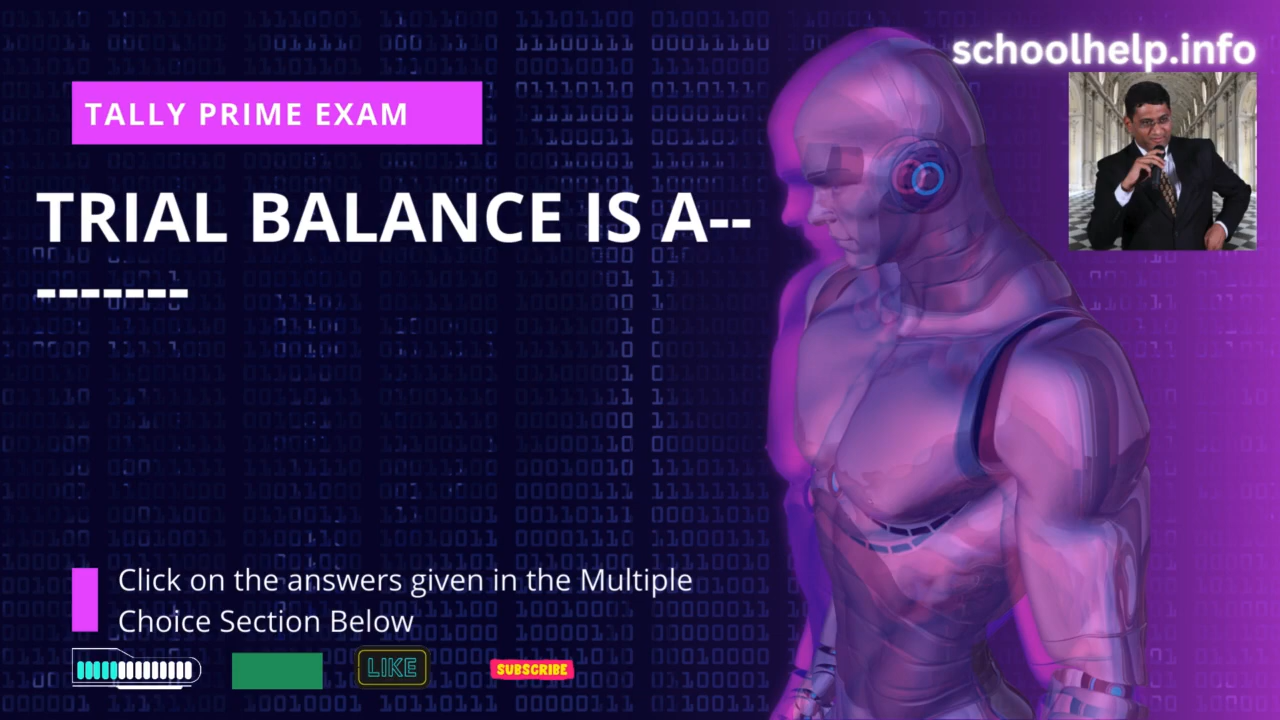 schoolhelp.info
TALLY PRIME EXAM
TRIAL BALANCE IS A--
-------
Click on the answers given in the Multiple
Choice Section Below
LIKE
SUBSCRIBE